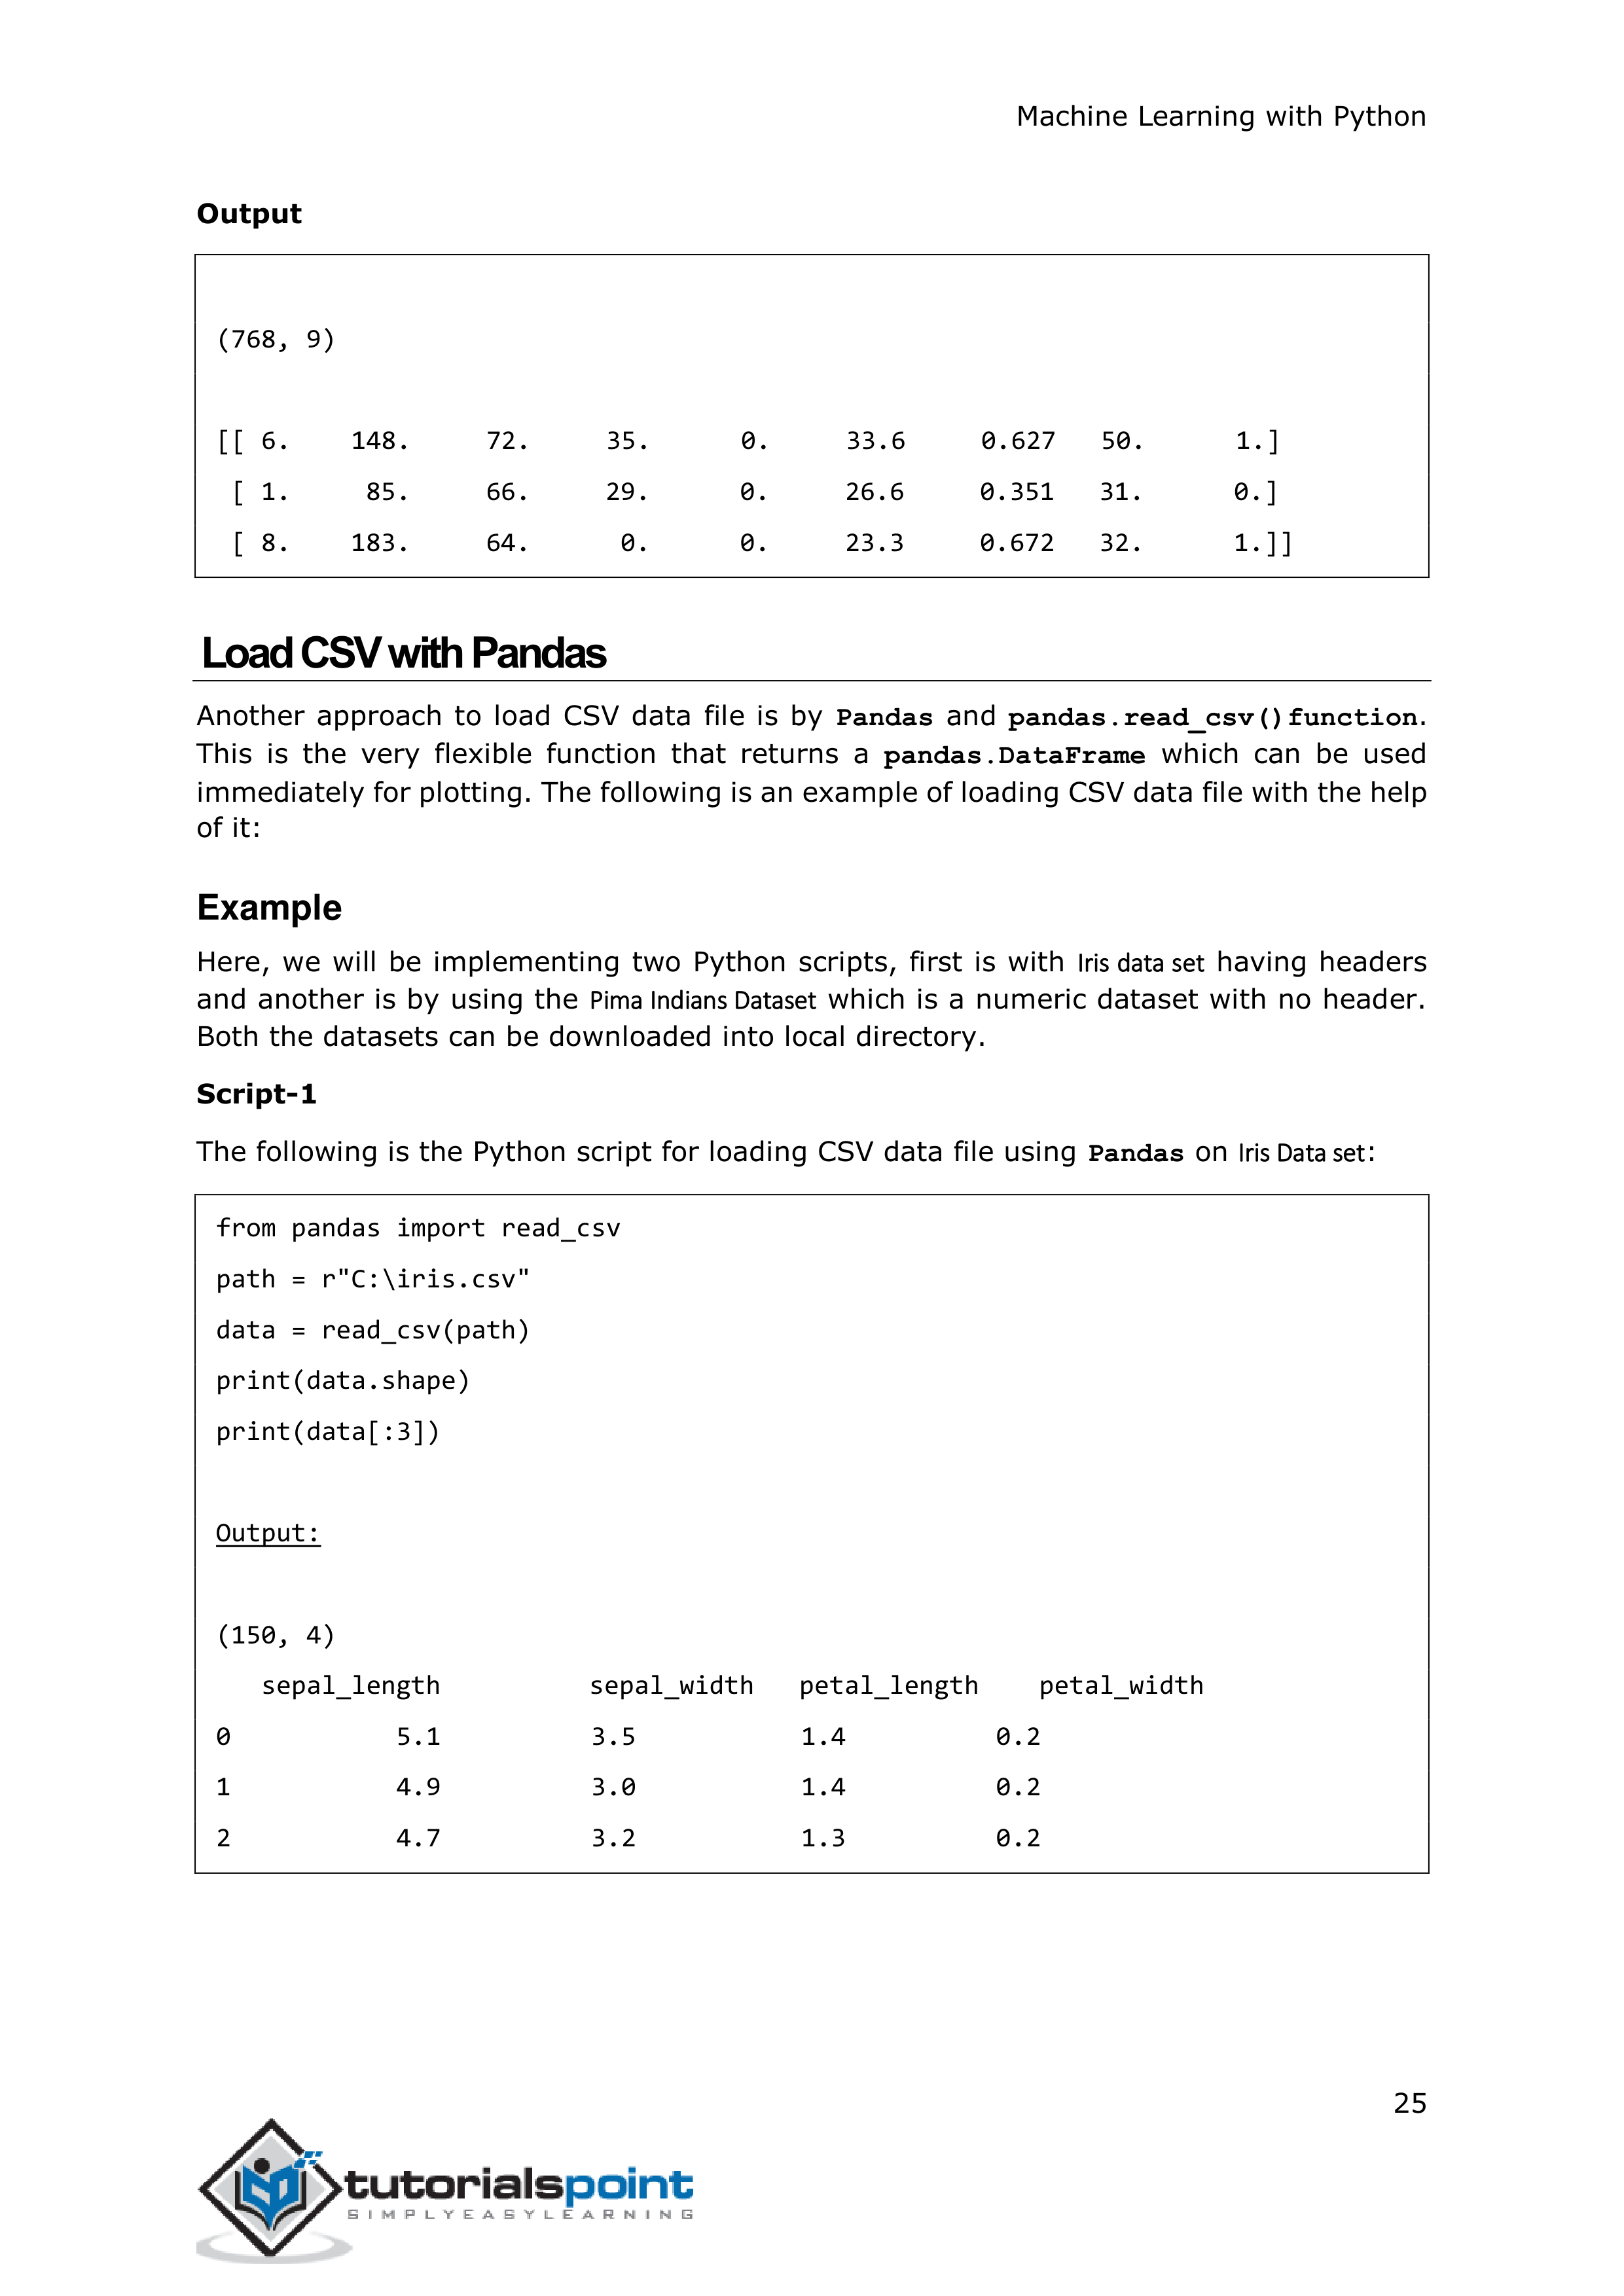 Machine Learning with Python
Output
(768, 9)
[[ 6. 148. 72. 35. 0. 33.6 0.627 50. 1.]
[ 1. 85. 66. 29. 0. 26.6 0.351 31. 0.]
[ 8. 183. 64. 0. 0. 23.3 0.672 32. 1.]]
Load CSV with Pandas
Another approach to load CSV data file is by Pandas and pandas.read_csv()function.
This is the very flexible function that returns a pandas.DataFrame which can be used
immediately for plotting. The following is an example of loading CSV data file with the help
of it:
Example
Here, we will be implementing two Python scripts, first is with Iris data set having headers
and another is by using the Pima Indians Dataset which is a numeric dataset with no header.
Both the datasets can be downloaded into local directory.
Script-1
The following is the Python script for loading CSV data file using Pandas on Iris Data set:
from pandas import read_csv
path = r"C:\iris.csv"
data = read_csv(path)
print(data.shape)
print(data[:3])
Output:
(150, 4)
sepal_length sepal_width petal_length petal_width
0 5.1 3.5 1.4 0.2
1 4.9 3.0 1.4 0.2
2 4.7 3.2 1.3 0.2
25
tutorialspoint
SIMPLYEASYLEARNING